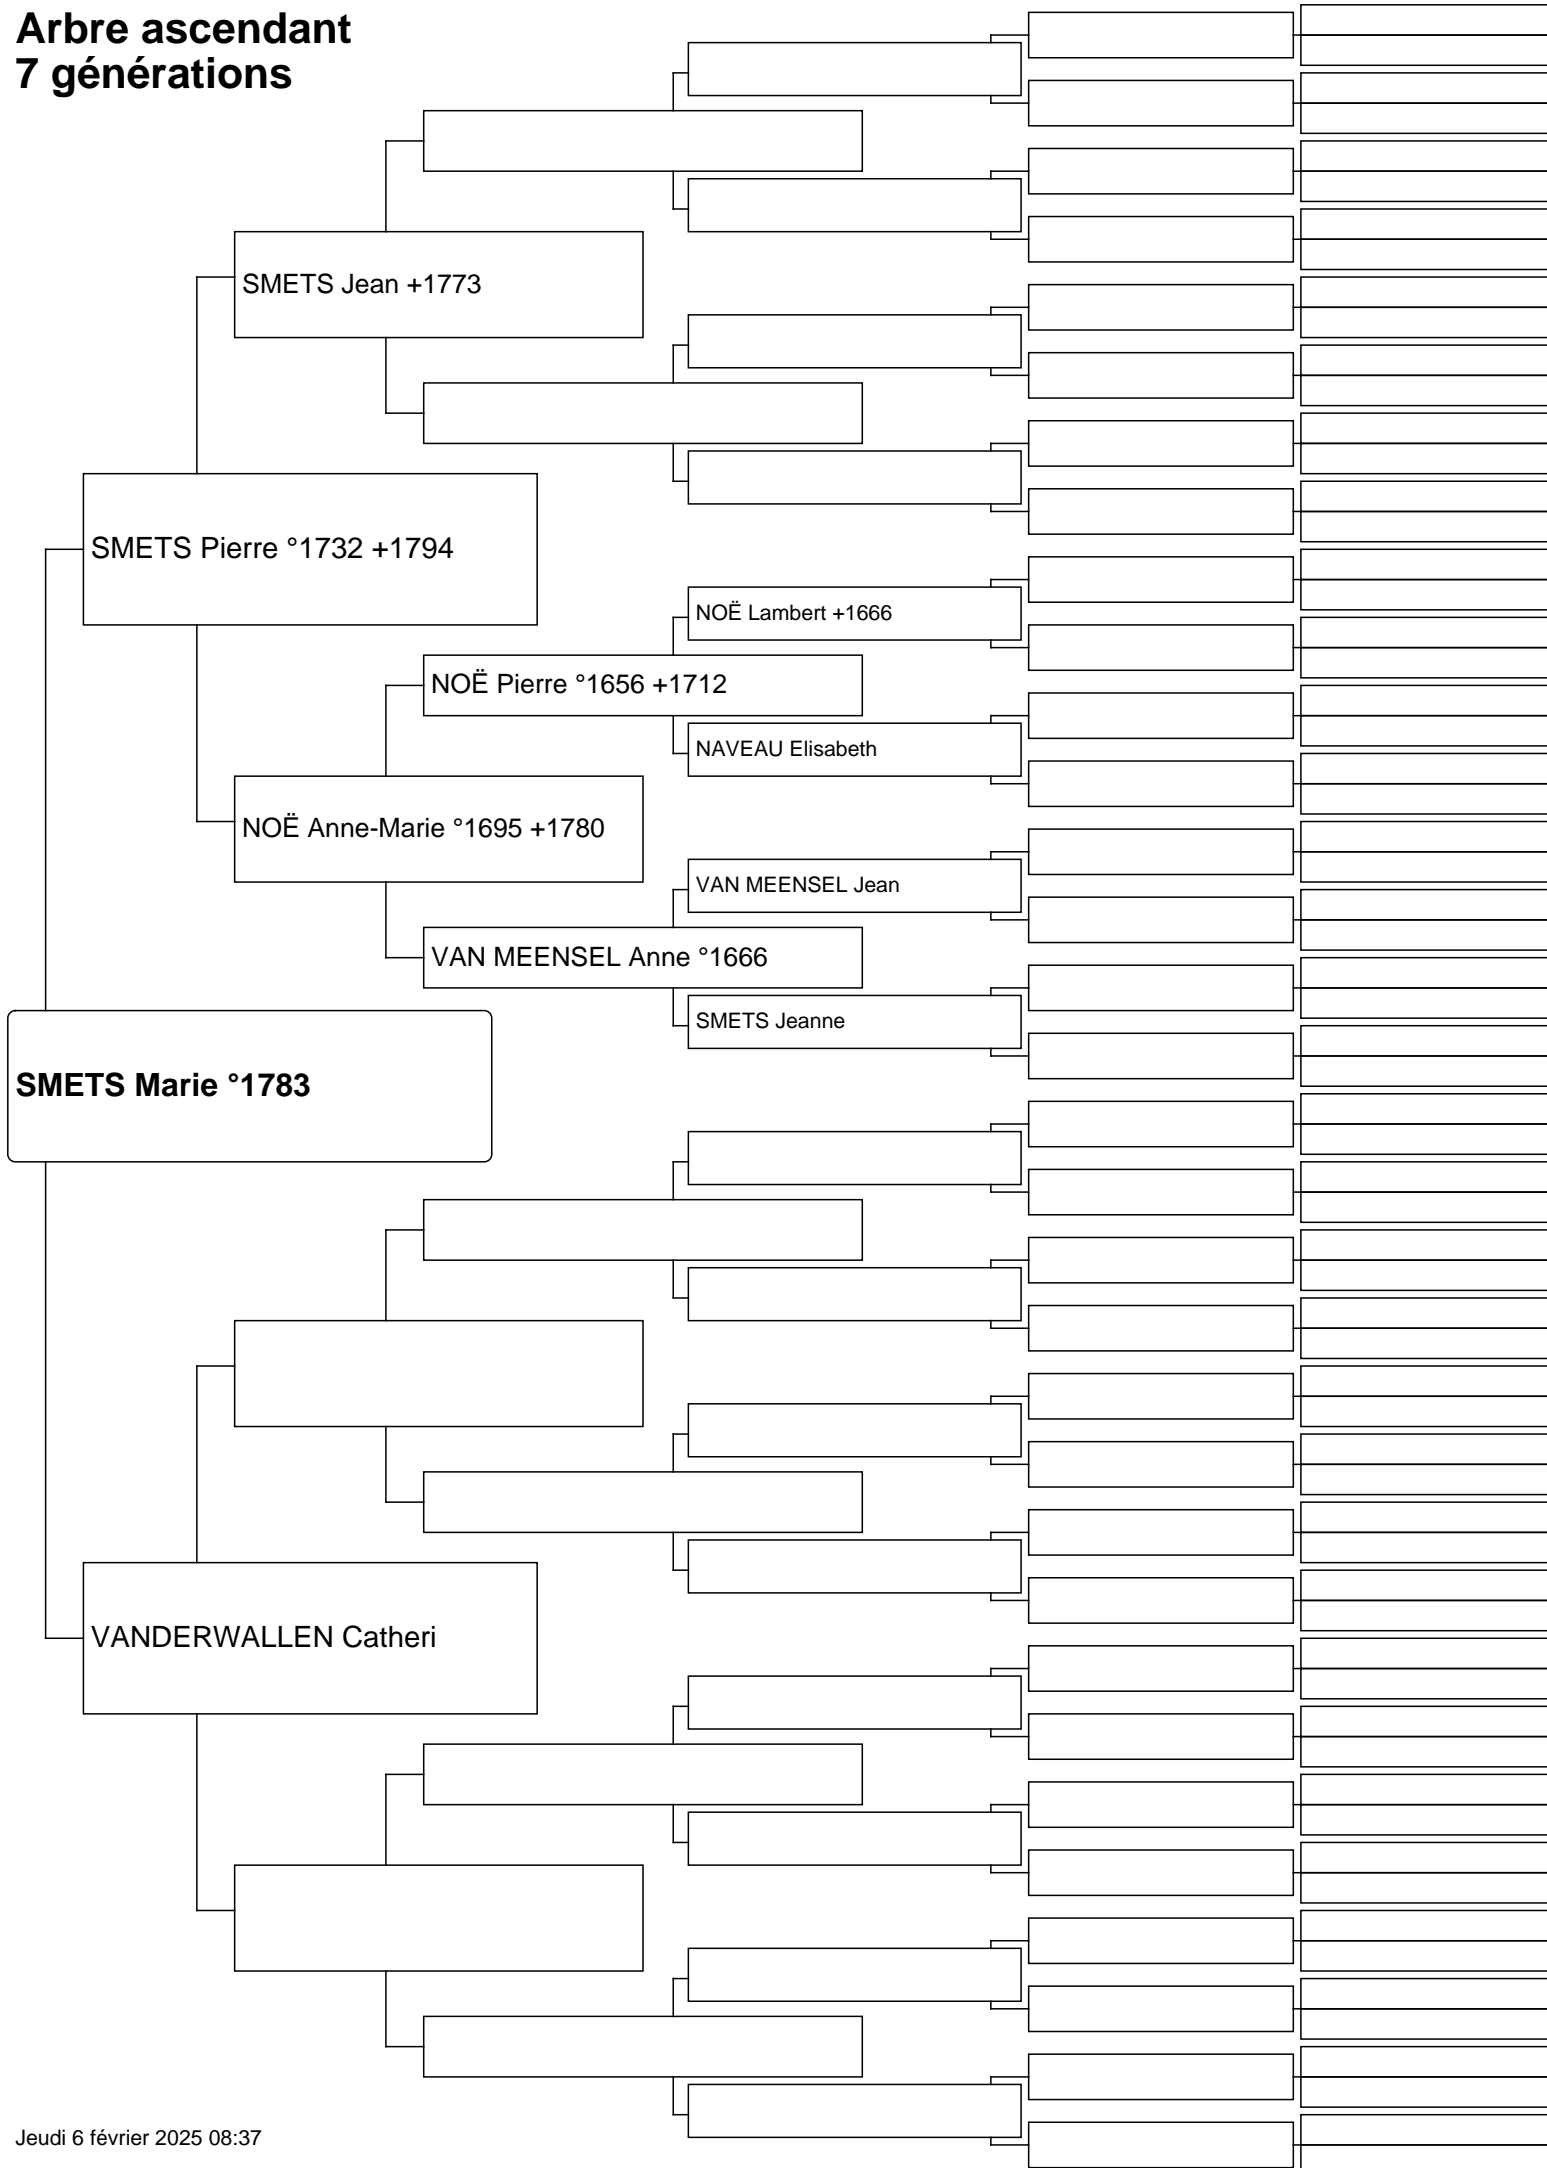 Arbre ascendant
7 générations
SMETS Jean +1773
SMETS Pierre °1732 +1794
NOË Lambert +1666
NOË Pierre °1656 +1712
NAVEAU Elisabeth
NOË Anne-Marie °1695 +1780
VAN MEENSEL Jean
VAN MEENSEL Anne °1666
SMETS Jeanne
SMETS Marie °1783
VANDERWALLEN Catheri
Jeudi 6 février 2025 08:37